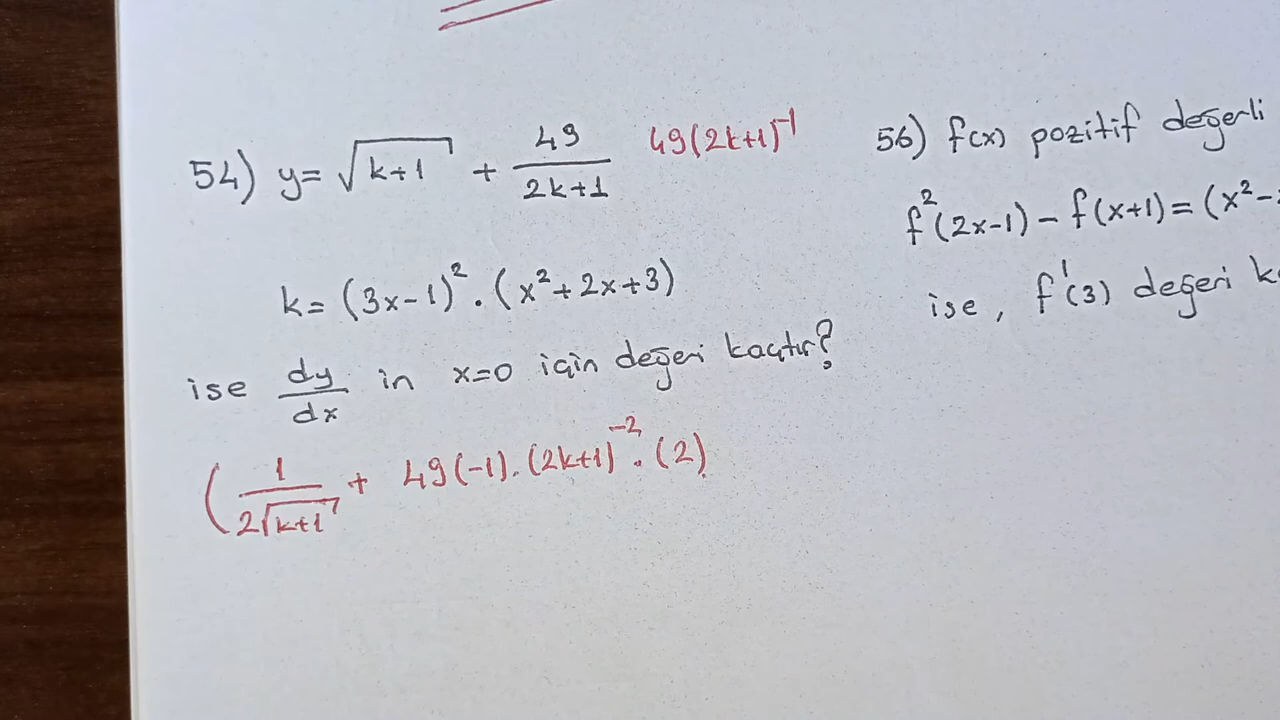 54) y = √(k+1) + 49/(2k+1) 49(2k+1)⁻¹
k = (3x-1)² . (x²+2x+3)
ise dy/dx in x=0 için değeri kaçtır?
(1/(2√(k+1)) + 49(-1).(2k+1)⁻².(2)
56) f(x) pozitif değerli
f²(2x-1) - f(x+1) = (x²-
ise, f'(3) değeri